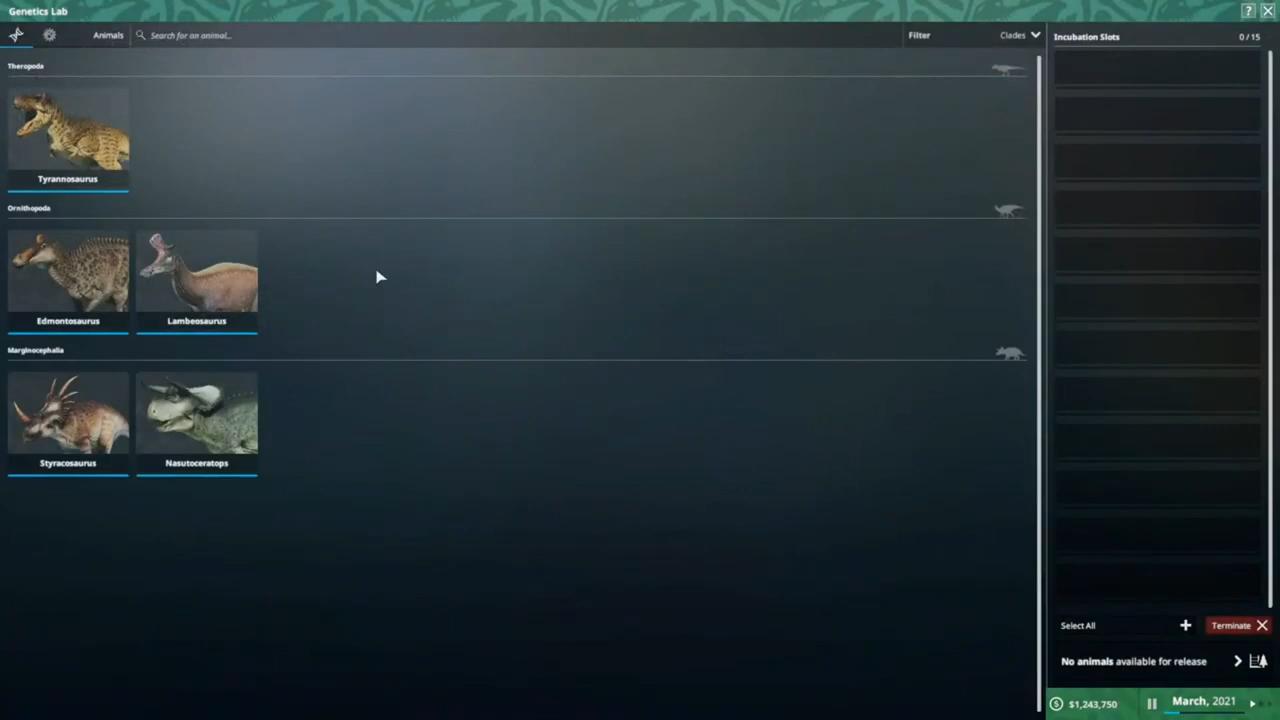 Genetics Lab
?
Animals
Search for an animal...
Filter
Clades
Incubation Slots
0 / 15
Theropoda
Tyrannosaurus
Ornithopoda
Edmontosaurus
Lambeosaurus
Marginocephalia
Styracosaurus
Nasutoceratops
Select All
Terminate
No animals available for release
$1,243,750
March, 2021